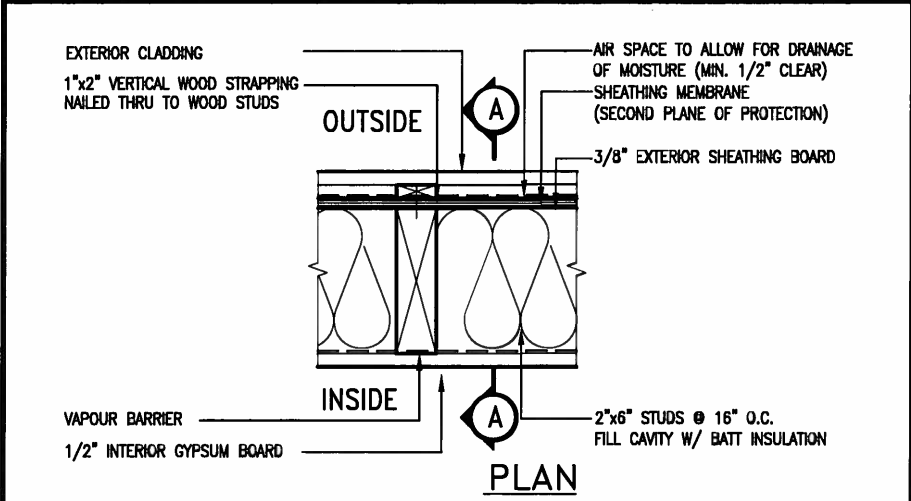 EXTERIOR CLADDING
1"x2" VERTICAL WOOD STRAPPING
NAILED THRU TO WOOD STUDS
OUTSIDE
A
AIR SPACE TO ALLOW FOR DRAINAGE
OF MOISTURE (MIN. 1/2" CLEAR)
SHEATHING MEMBRANE
(SECOND PLANE OF PROTECTION)
3/8" EXTERIOR SHEATHING BOARD
INSIDE
A
VAPOUR BARRIER
1/2" INTERIOR GYPSUM BOARD
2"x6" STUDS @ 16" O.C.
FILL CAVITY W/ BATT INSULATION
PLAN